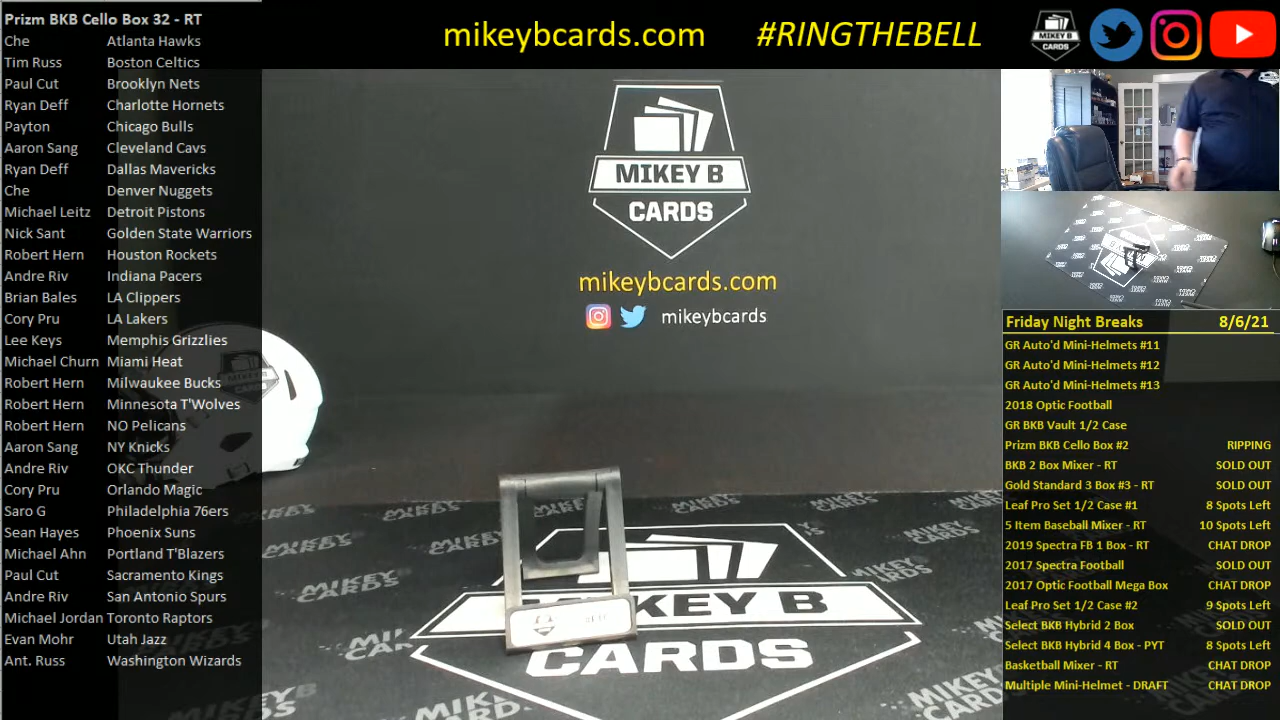 Prizm BKB Cello Box 32 - RT
Che Atlanta Hawks
Tim Russ Boston Celtics
Paul Cut Brooklyn Nets
Ryan Deff Charlotte Hornets
Payton Chicago Bulls
Aaron Sang Cleveland Cavs
Ryan Deff Dallas Mavericks
Che Denver Nuggets
Michael Leitz Detroit Pistons
Nick Sant Golden State Warriors
Robert Hern Houston Rockets
Andre Riv Indiana Pacers
Brian Bales LA Clippers
Cory Pru LA Lakers
Lee Keys Memphis Grizzlies
Michael Churn Miami Heat
Robert Hern Milwaukee Bucks
Robert Hern Minnesota T'Wolves
Robert Hern NO Pelicans
Aaron Sang NY Knicks
Andre Riv OKC Thunder
Cory Pru Orlando Magic
Saro G Philadelphia 76ers
Sean Hayes Phoenix Suns
Michael Ahn Portland T'Blazers
Paul Cut Sacramento Kings
Andre Riv San Antonio Spurs
Michael Jordan Toronto Raptors
Evan Mohr Utah Jazz
Ant. Russ Washington Wizards
mikeybcards.com #RINGTHEBELL
MIKEY B
CARDS
MIKEY B
CARDS
mikeybcards.com
mikeybcards
MIKEY B
CARDS
Friday Night Breaks 8/6/21
GR Auto'd Mini-Helmets #11
GR Auto'd Mini-Helmets #12
GR Auto'd Mini-Helmets #13
2018 Optic Football
GR BKB Vault 1/2 Case
Prizm BKB Cello Box #2 RIPPING
BKB 2 Box Mixer - RT SOLD OUT
Gold Standard 3 Box #3 - RT SOLD OUT
Leaf Pro Set 1/2 Case #1 8 Spots Left
5 Item Baseball Mixer - RT 10 Spots Left
2019 Spectra FB 1 Box - RT CHAT DROP
2017 Spectra Football SOLD OUT
2017 Optic Football Mega Box CHAT DROP
Leaf Pro Set 1/2 Case #2 9 Spots Left
Select BKB Hybrid 2 Box SOLD OUT
Select BKB Hybrid 4 Box - PYT 8 Spots Left
Basketball Mixer - RT CHAT DROP
Multiple Mini-Helmet - DRAFT CHAT DROP